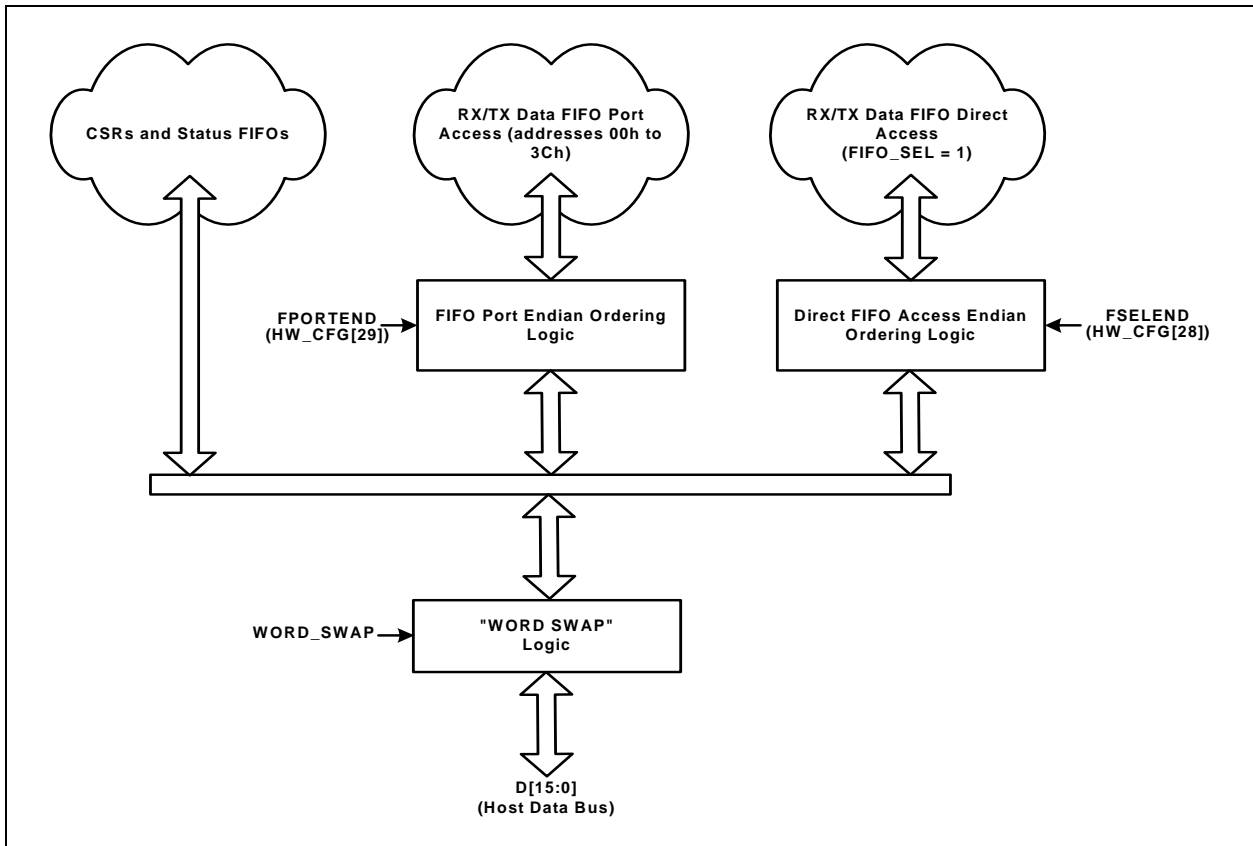 CSRs and Status FIFOs
RX/TX Data FIFO Port
Access (addresses 00h to
3Ch)
RX/TX Data FIFO Direct
Access
(FIFO_SEL = 1)
FPORTEND
(HW_CFG[29])
FIFO Port Endian Ordering
Logic
Direct FIFO Access Endian
Ordering Logic
FSELEND
(HW_CFG[28])
WORD_SWAP
"WORD SWAP"
Logic
D[15:0]
(Host Data Bus)